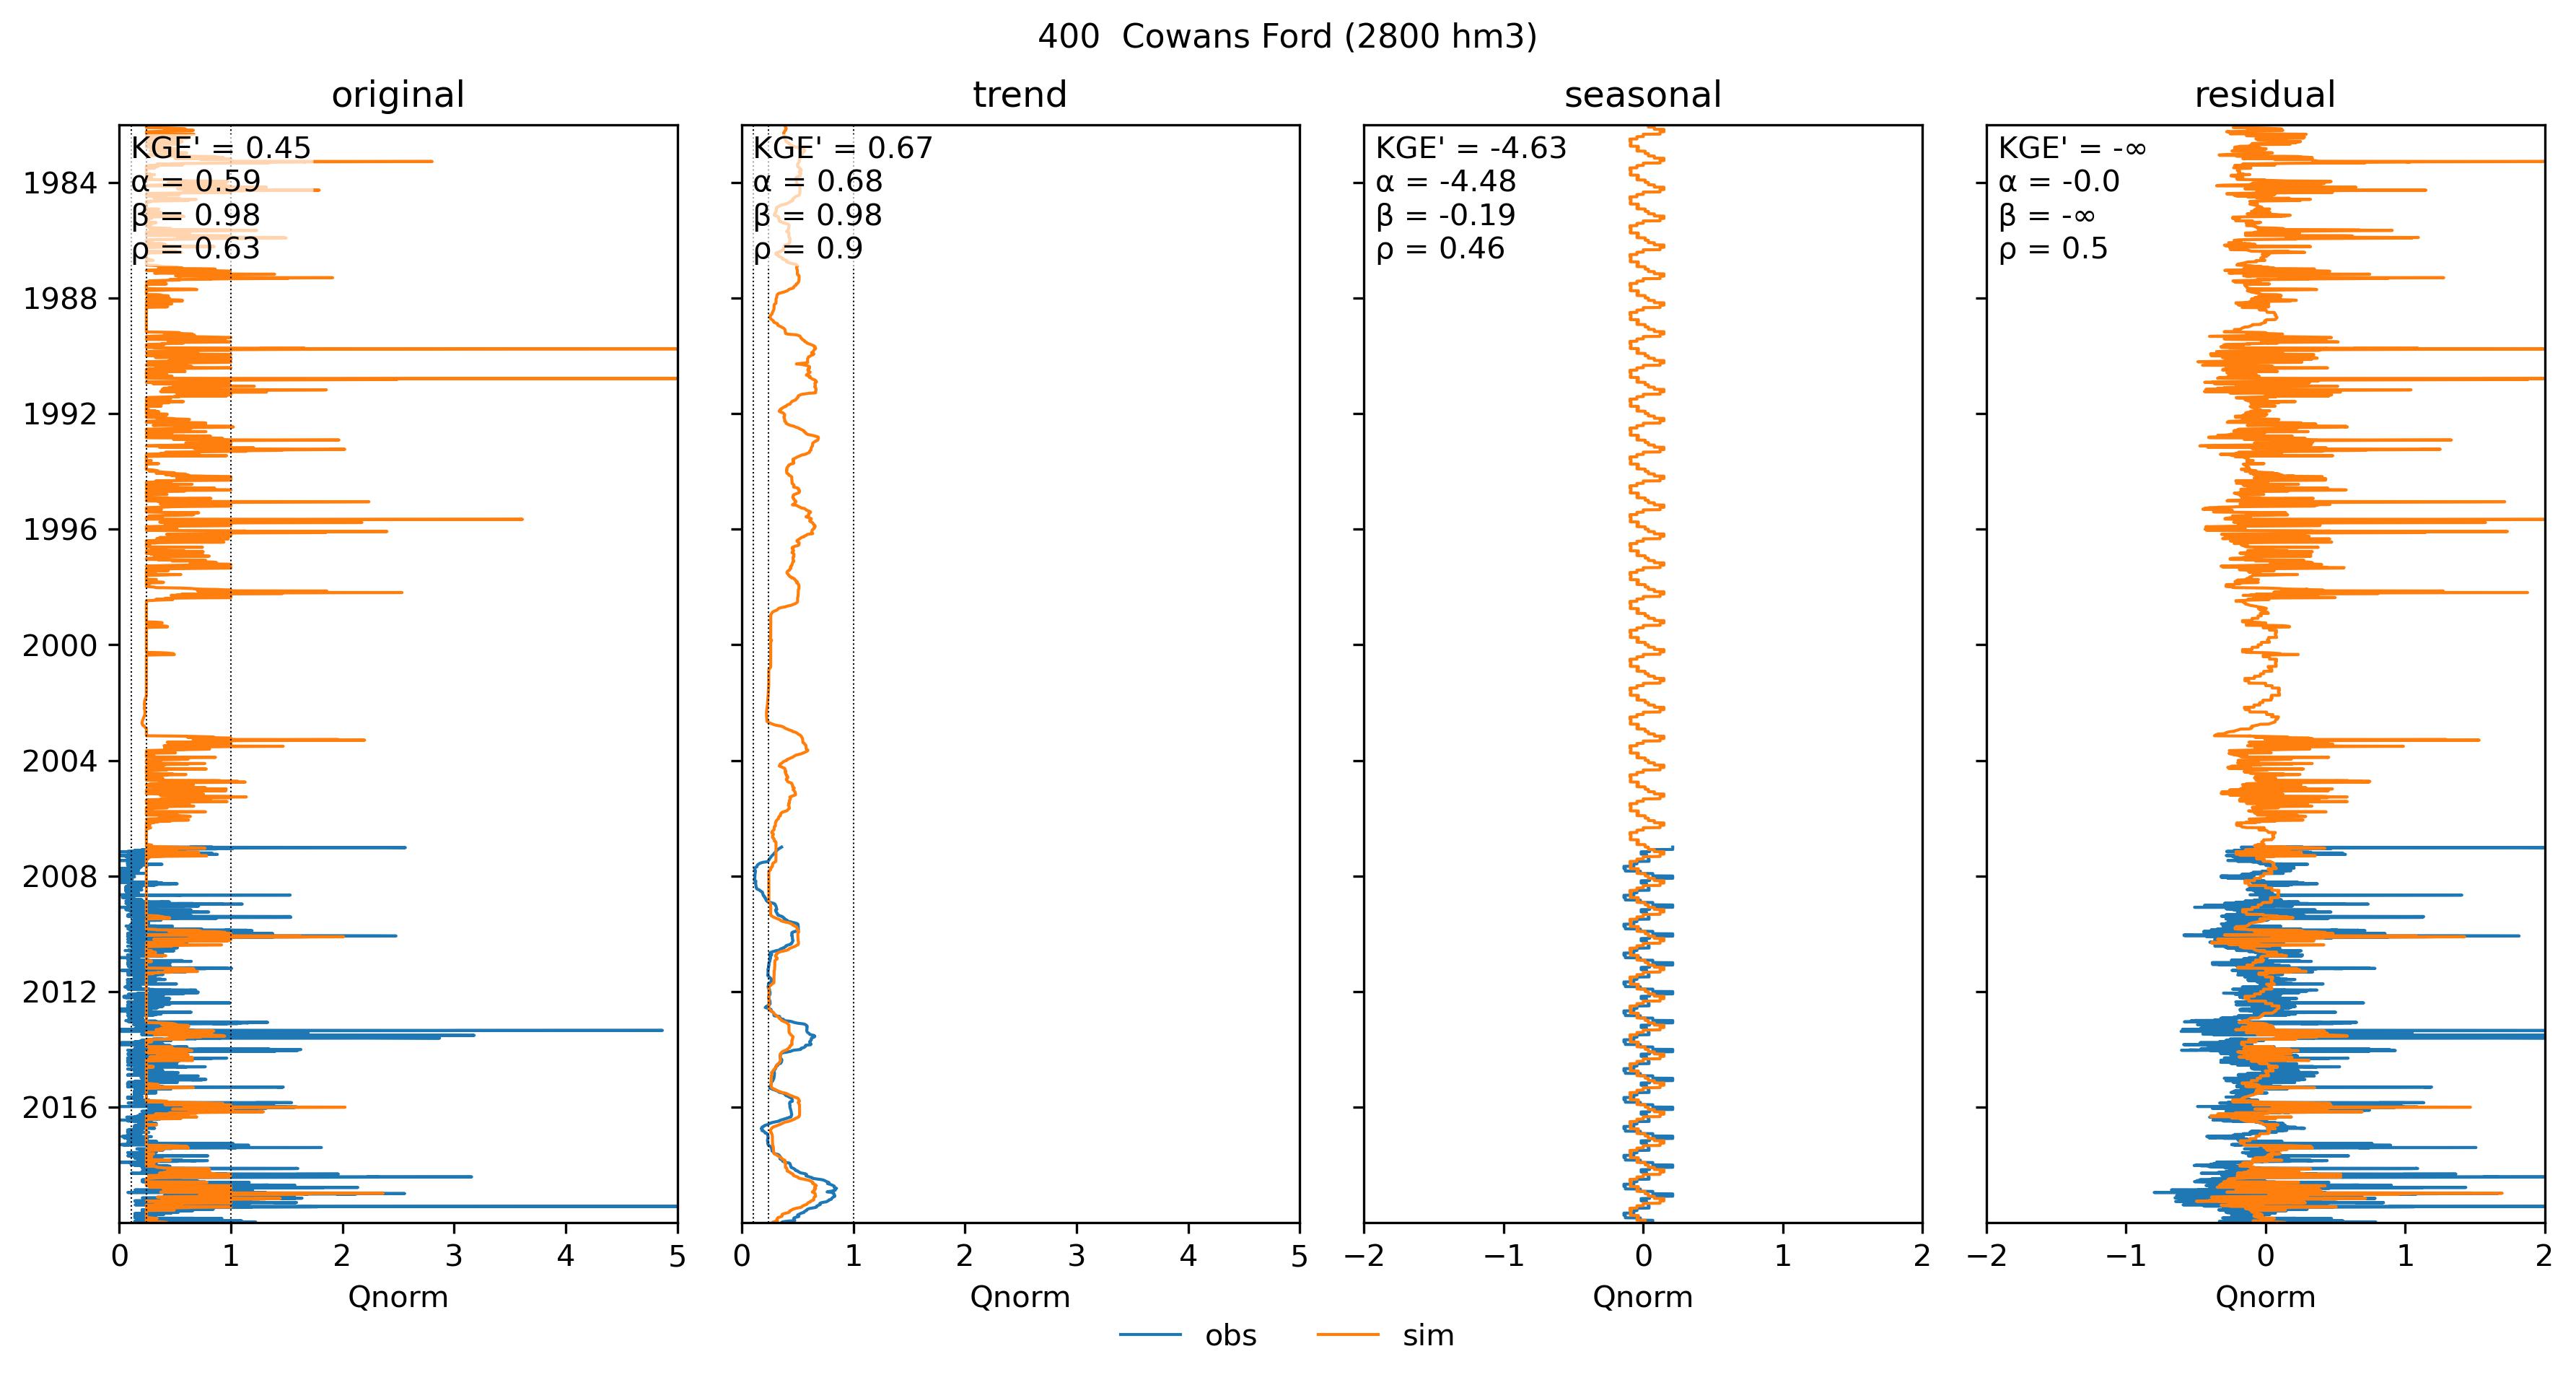 400  Cowans Ford (2800 hm3)
original
trend
seasonal
residual
KGE' = 0.45
α = 0.59
β = 0.98
ρ = 0.63
KGE' = 0.67
α = 0.68
β = 0.98
ρ = 0.9
KGE' = -4.63
α = -4.48
β = -0.19
ρ = 0.46
KGE' = -∞
α = -0.0
β = -∞
ρ = 0.5
1984
1988
1992
1996
2000
2004
2008
2012
2016
0 1 2 3 4 5
0 1 2 3 4 5
−2 −1 0 1 2
−2 −1 0 1 2
Qnorm
Qnorm
Qnorm
Qnorm
obs
sim